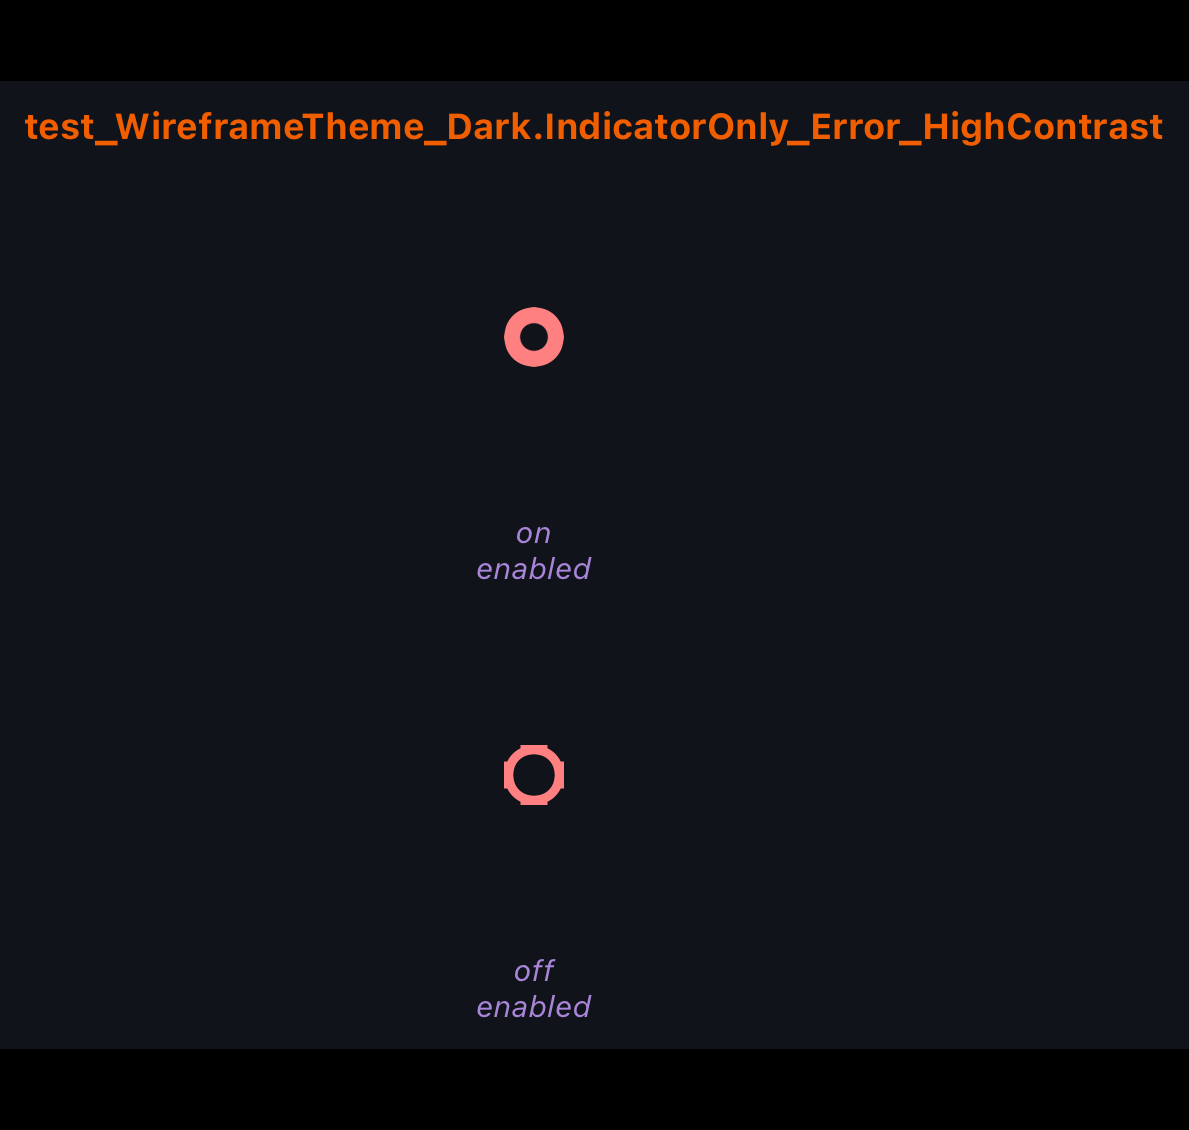 test_WireframeTheme_Dark.IndicatorOnly_Error_HighContrast
on
enabled
off
enabled